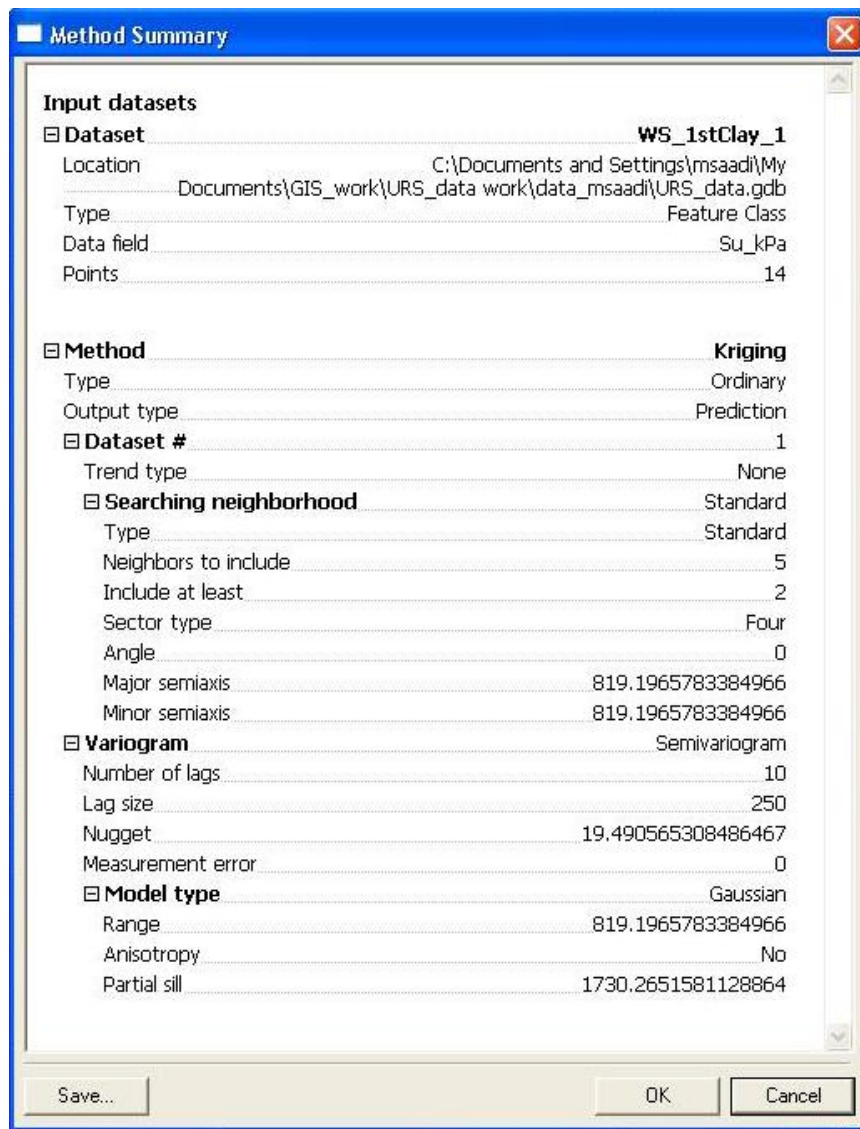 Method Summary
Input datasets
Dataset WS_1stClay_1
Location C:\Documents and Settings\msaadi\My
Documents\GIS_work\URS_data work\data_msaadi\URS_data.gdb
Type Feature Class
Data field Su_kPa
Points 14
Method Kriging
Type Ordinary
Output type Prediction
Dataset # 1
Trend type None
Searching neighborhood Standard
Type Standard
Neighbors to include 5
Include at least 2
Sector type Four
Angle 0
Major semiaxis 819.1965783384966
Minor semiaxis 819.1965783384966
Variogram Semivariogram
Number of lags 10
Lag size 250
Nugget 19.490565308486467
Measurement error 0
Model type Gaussian
Range 819.1965783384966
Anisotropy No
Partial sill 1730.2651581128864
Save... OK Cancel